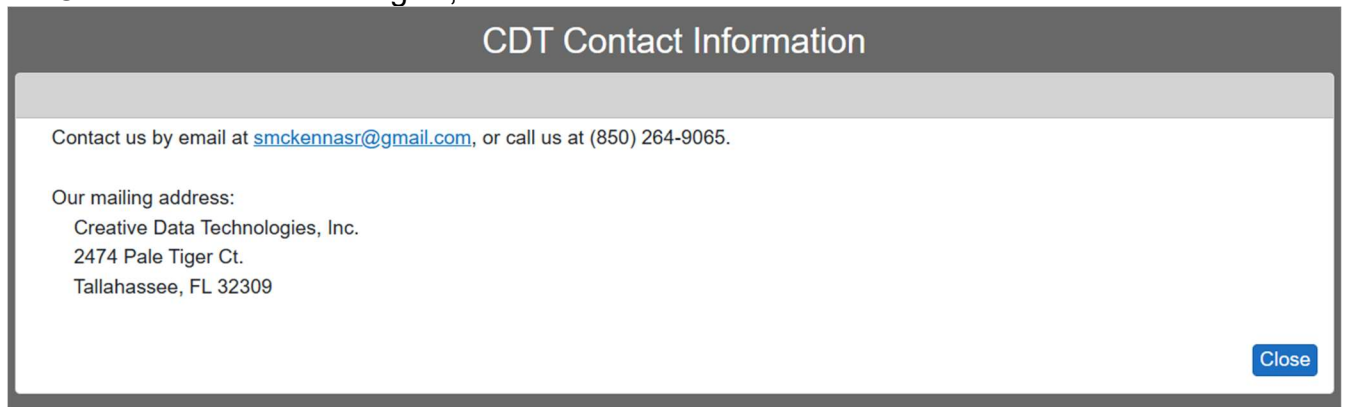 CDT Contact Information
Contact us by email at smckennasr@gmail.com, or call us at (850) 264-9065.
Our mailing address:
Creative Data Technologies, Inc.
2474 Pale Tiger Ct.
Tallahassee, FL 32309
Close